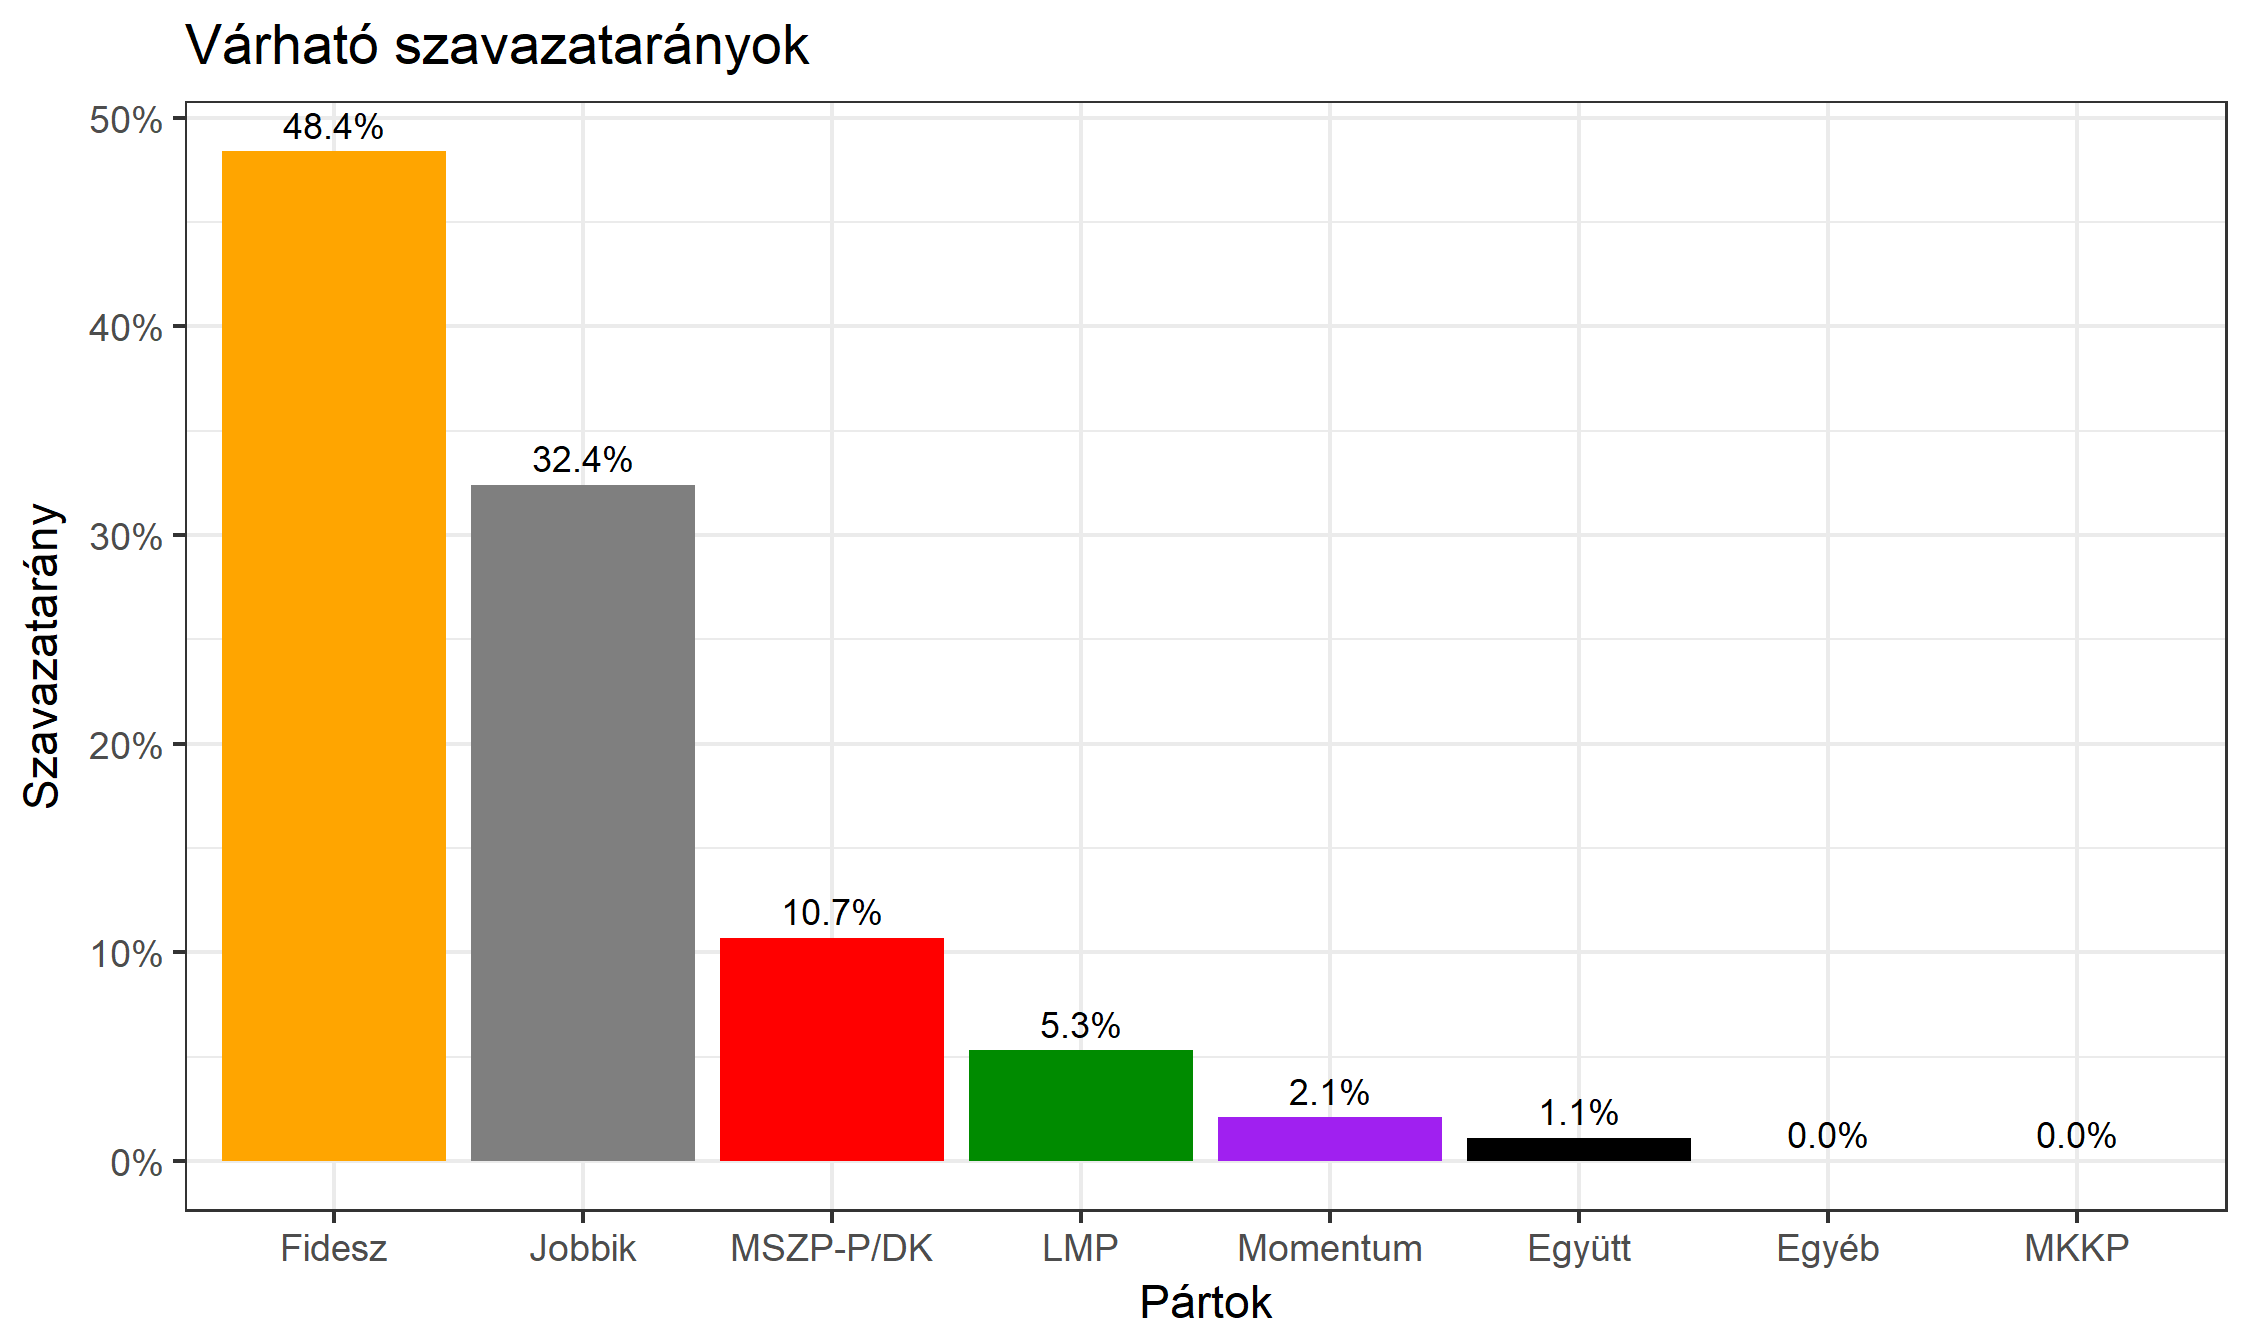 Várható szavazatarányok
50%
40%
30%
20%
10%
0%
Szavazatarány
48.4%
32.4%
10.7%
5.3%
2.1%
1.1%
0.0%
0.0%
Fidesz
Jobbik
MSZP-P/DK
LMP
Momentum
Együtt
Egyéb
MKKP
Pártok